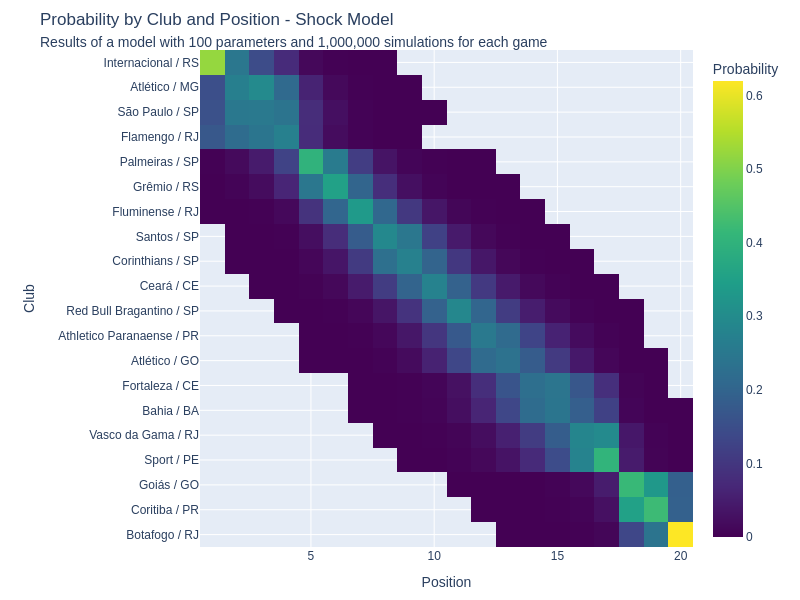 Probability by Club and Position - Shock Model
Results of a model with 100 parameters and 1,000,000 simulations for each game
Probability
Club
Internacional / RS
Atlético / MG
São Paulo / SP
Flamengo / RJ
Palmeiras / SP
Grêmio / RS
Fluminense / RJ
Santos / SP
Corinthians / SP
Ceará / CE
Red Bull Bragantino / SP
Athletico Paranaense / PR
Atlético / GO
Fortaleza / CE
Bahia / BA
Vasco da Gama / RJ
Sport / PE
Goiás / GO
Coritiba / PR
Botafogo / RJ
0.6
0.5
0.4
0.3
0.2
0.1
0
5 10 15 20
Position